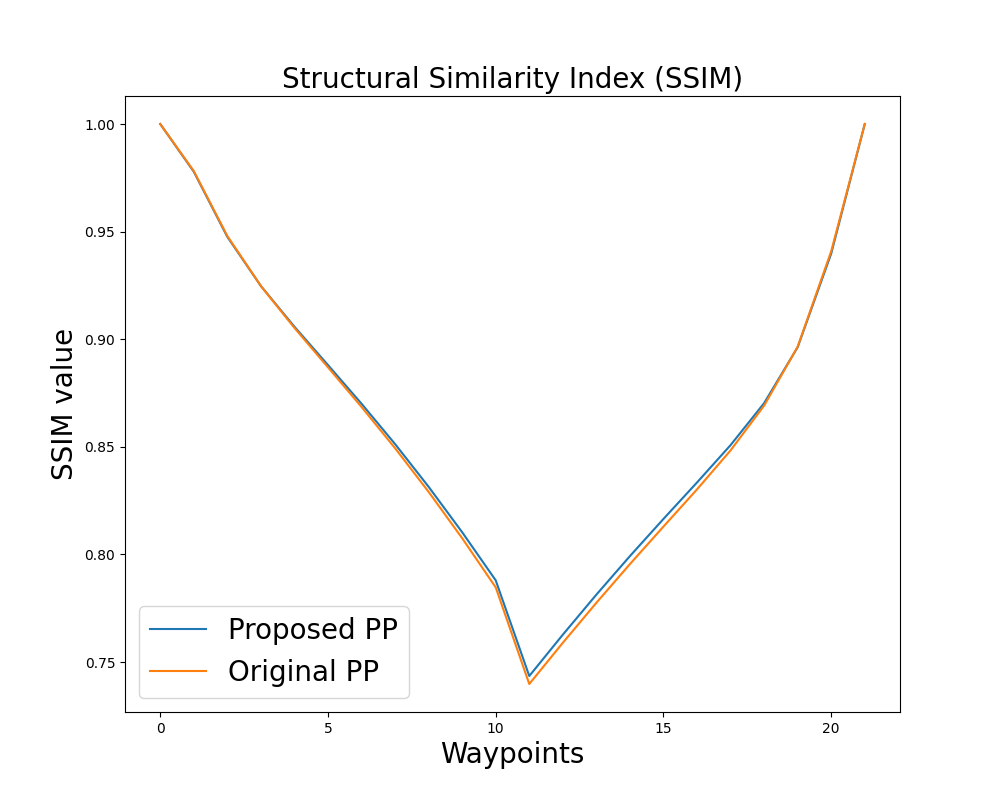 Structural Similarity Index (SSIM)
1.00
0.95
0.90
0.85
0.80
0.75
SSIM value
Proposed PP
Original PP
0 5 10 15 20
Waypoints